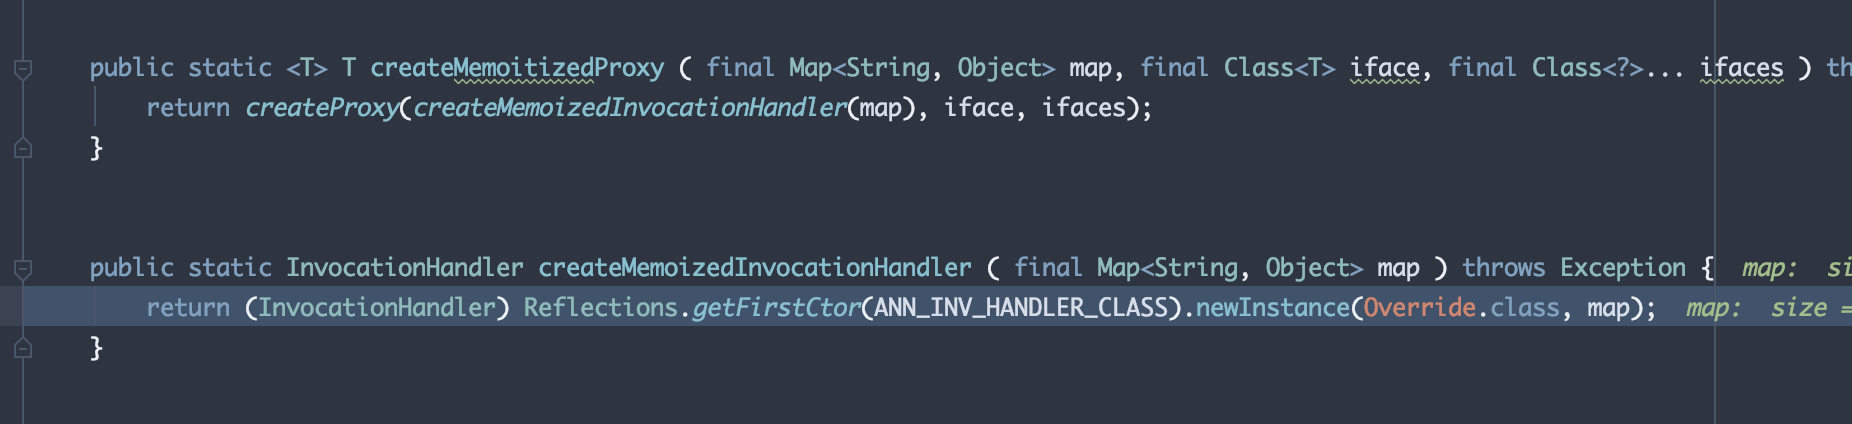 public static <T> T createMemoitizedProxy ( final Map<String, Object> map, final Class<T> iface, final Class<?>... ifaces ) th
return createProxy(createMemoizedInvocationHandler(map), iface, ifaces);
}
public static InvocationHandler createMemoizedInvocationHandler ( final Map<String, Object> map ) throws Exception { map: si
return (InvocationHandler) Reflections.getFirstCtor(ANN_INV_HANDLER_CLASS).newInstance(Override.class, map); map: size =
}